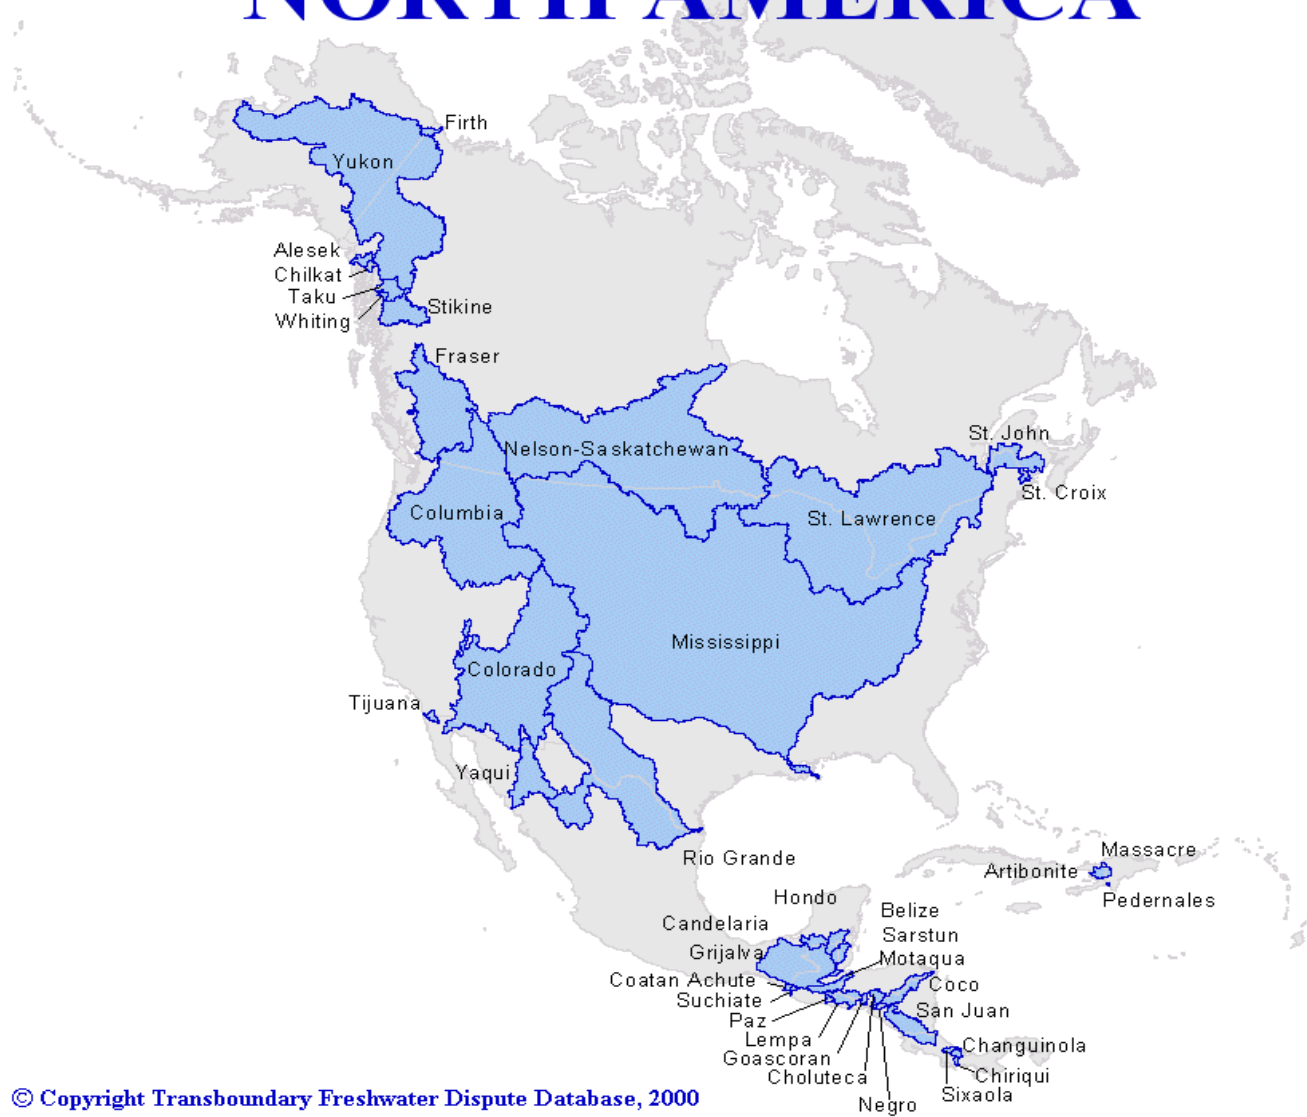 NORTH AMERICA
Firth
Yukon
Alesek
Chilkat
Taku
Whiting
Stikine
Fraser
St. John
Nelson-Saskatchewan
St. Croix
Columbia
St. Lawrence
Mississippi
Colorado
Tijuana
Yaqui
Rio Grande
Massacre
Artibonite
Pedernales
Hondo
Belize
Candelaria
Sarstun
Grijalva
Motaqua
Coatan Achute
Coco
Suchiate
San Juan
Paz
Lempa
Changuinola
Goascoran
Choluteca
Chiriqui
Sixaola
Negro
© Copyright Transboundary Freshwater Dispute Database, 2000